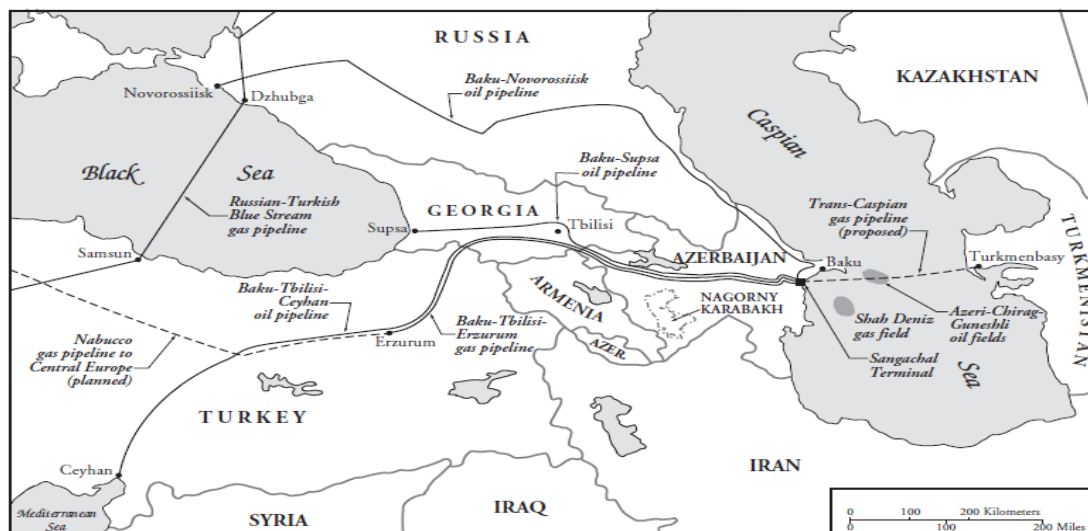 RUSSIA
KAZAKHSTAN
Baku-Novorossiisk
oil pipeline
Novorossiisk
Dzhubga
Caspian
Black
Sea
Baku-Supsa
oil pipeline
Russian-Turkish
Blue Stream
gas pipeline
GEORGIA
Supsa
Tbilisi
Trans-Caspian
gas pipeline
(proposed)
TURKMENISTAN
Samsun
AZERBAIJAN
Baku
Turkmenbasy
Baku-Tbilisi-
Ceyhan
oil pipeline
ARMENIA
NAGORNY
KARABAKH
Shah Deniz
gas field
Azeri-Chirag-
Guneshli
oil fields
Nabucco
gas pipeline to
Central Europe
(planned)
Erzurum
Baku-Tbilisi-
Erzurum
gas pipeline
AZER.
Sangachal
Terminal
Sea
TURKEY
Ceyhan
IRAN
Mediterranean
Sea
SYRIA
IRAQ
0 100 200 Kilometers
0 100 200 Miles